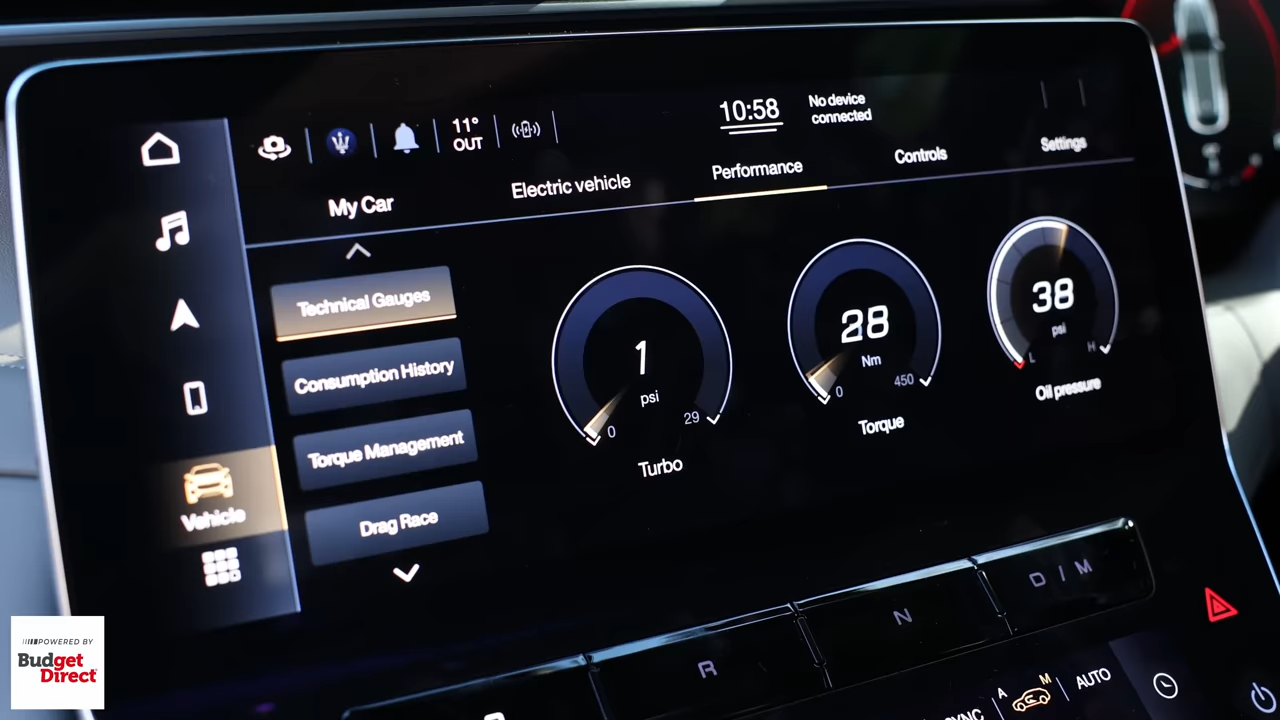 11°
OUT
10:58
No device
connected
My Car
Electric vehicle
Performance
Controls
Settings
Technical Gauges
Consumption History
Torque Management
Drag Race
Vehicle
1
psi
0
29
Turbo
28
Nm
0
450
Torque
38
psi
L
H
Oil pressure
R
N
D / M
SYNC
A
M
AUTO
POWERED BY
Budget
Direct